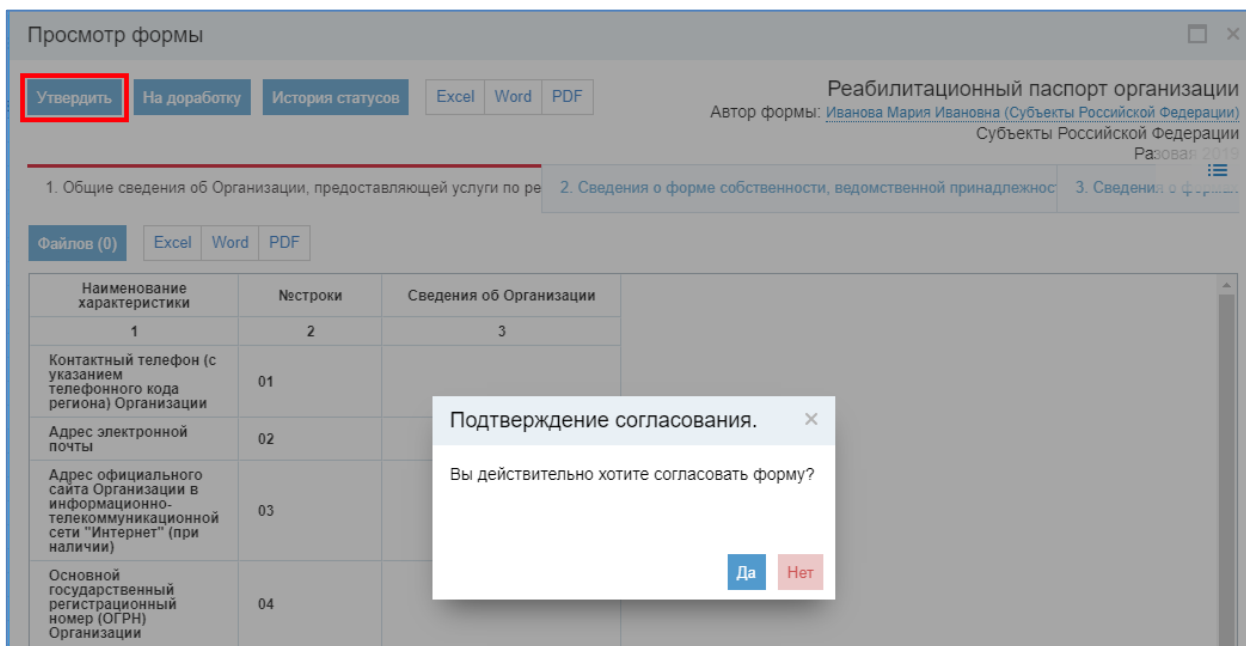 Просмотр формы
Утвердить На доработку История статусов Excel Word PDF
Реабилитационный паспорт организации
Автор формы: Иванова Мария Ивановна (Субъекты Российской Федерации)
Субъекты Российской Федерации
Разовая 2019
1. Общие сведения об Организации, предоставляющей услуги по ре 2. Сведения о форме собственности, ведомственной принадлежнос 3. Сведения о
Файлов (0) Excel Word PDF
Наименование
характеристики
№строки
Сведения об Организации
1 2 3
Контактный телефон (с
указанием
телефонного кода
региона) Организации
01
Адрес электронной
почты
02
Адрес официального
сайта Организации в
информационно-
телекоммуникационной
сети "Интернет" (при
наличии)
03
Основной
государственный
регистрационный
номер (ОГРН)
Организации
04
Подтверждение согласования.
Вы действительно хотите согласовать форму?
Да Нет